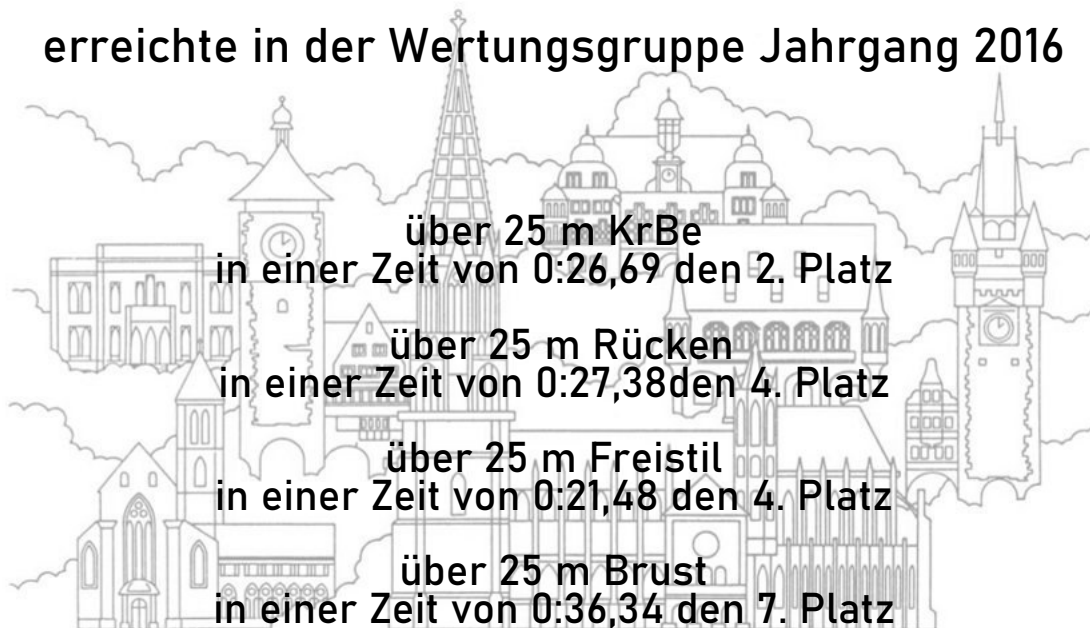 erreichte in der Wertungsgruppe Jahrgang 2016
über 25 m KrBe
in einer Zeit von 0:26,69 den 2. Platz
über 25 m Rücken
in einer Zeit von 0:27,38den 4. Platz
über 25 m Freistil
in einer Zeit von 0:21,48 den 4. Platz
über 25 m Brust
in einer Zeit von 0:36,34 den 7. Platz